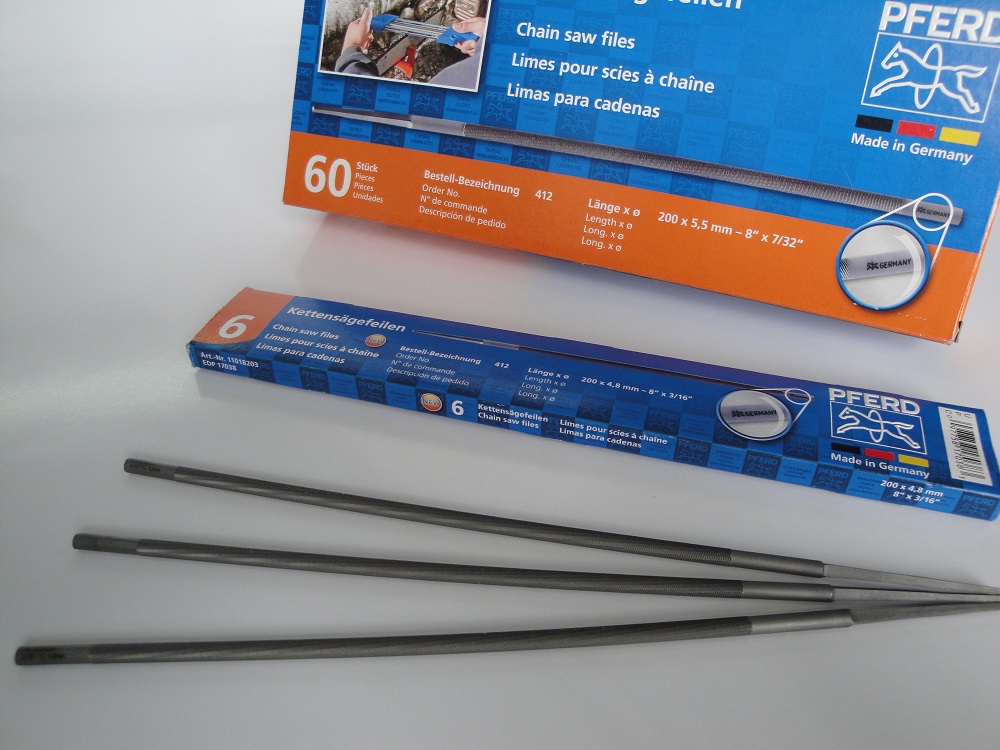 PFERD
Chain saw files
Limes pour scies à chaîne
Limas para cadenas
Made in Germany
60
Stück
Pieces
Pièces
Unidades
Bestell-Bezeichnung 412
Order No.
N° de commande
Descripción de pedido
Länge x ø 200 x 5,5 mm – 8“ x 7/32“
Length x ø
Long. x ø
Long. x ø
GERMANY
GERMANY
6
Kettensägefeilen
Chain saw files
Limes pour scies à chaîne
Limas para cadenas
Art.-Nr. 11018203
EDP 17038
Bestell-Bezeichnung 412
Order No.
N° de commande
Descripción de pedido
Länge x ø 200 x 4,8 mm – 8“ x 3/16“
Length x ø
Long. x ø
Long. x ø
GERMANY
PFERD
Made in Germany
NEW
6
Kettensägefeilen
Chain saw files
Limes pour scies à chaîne
Limas para cadenas
200 x 4,8 mm
8“ x 3/16“